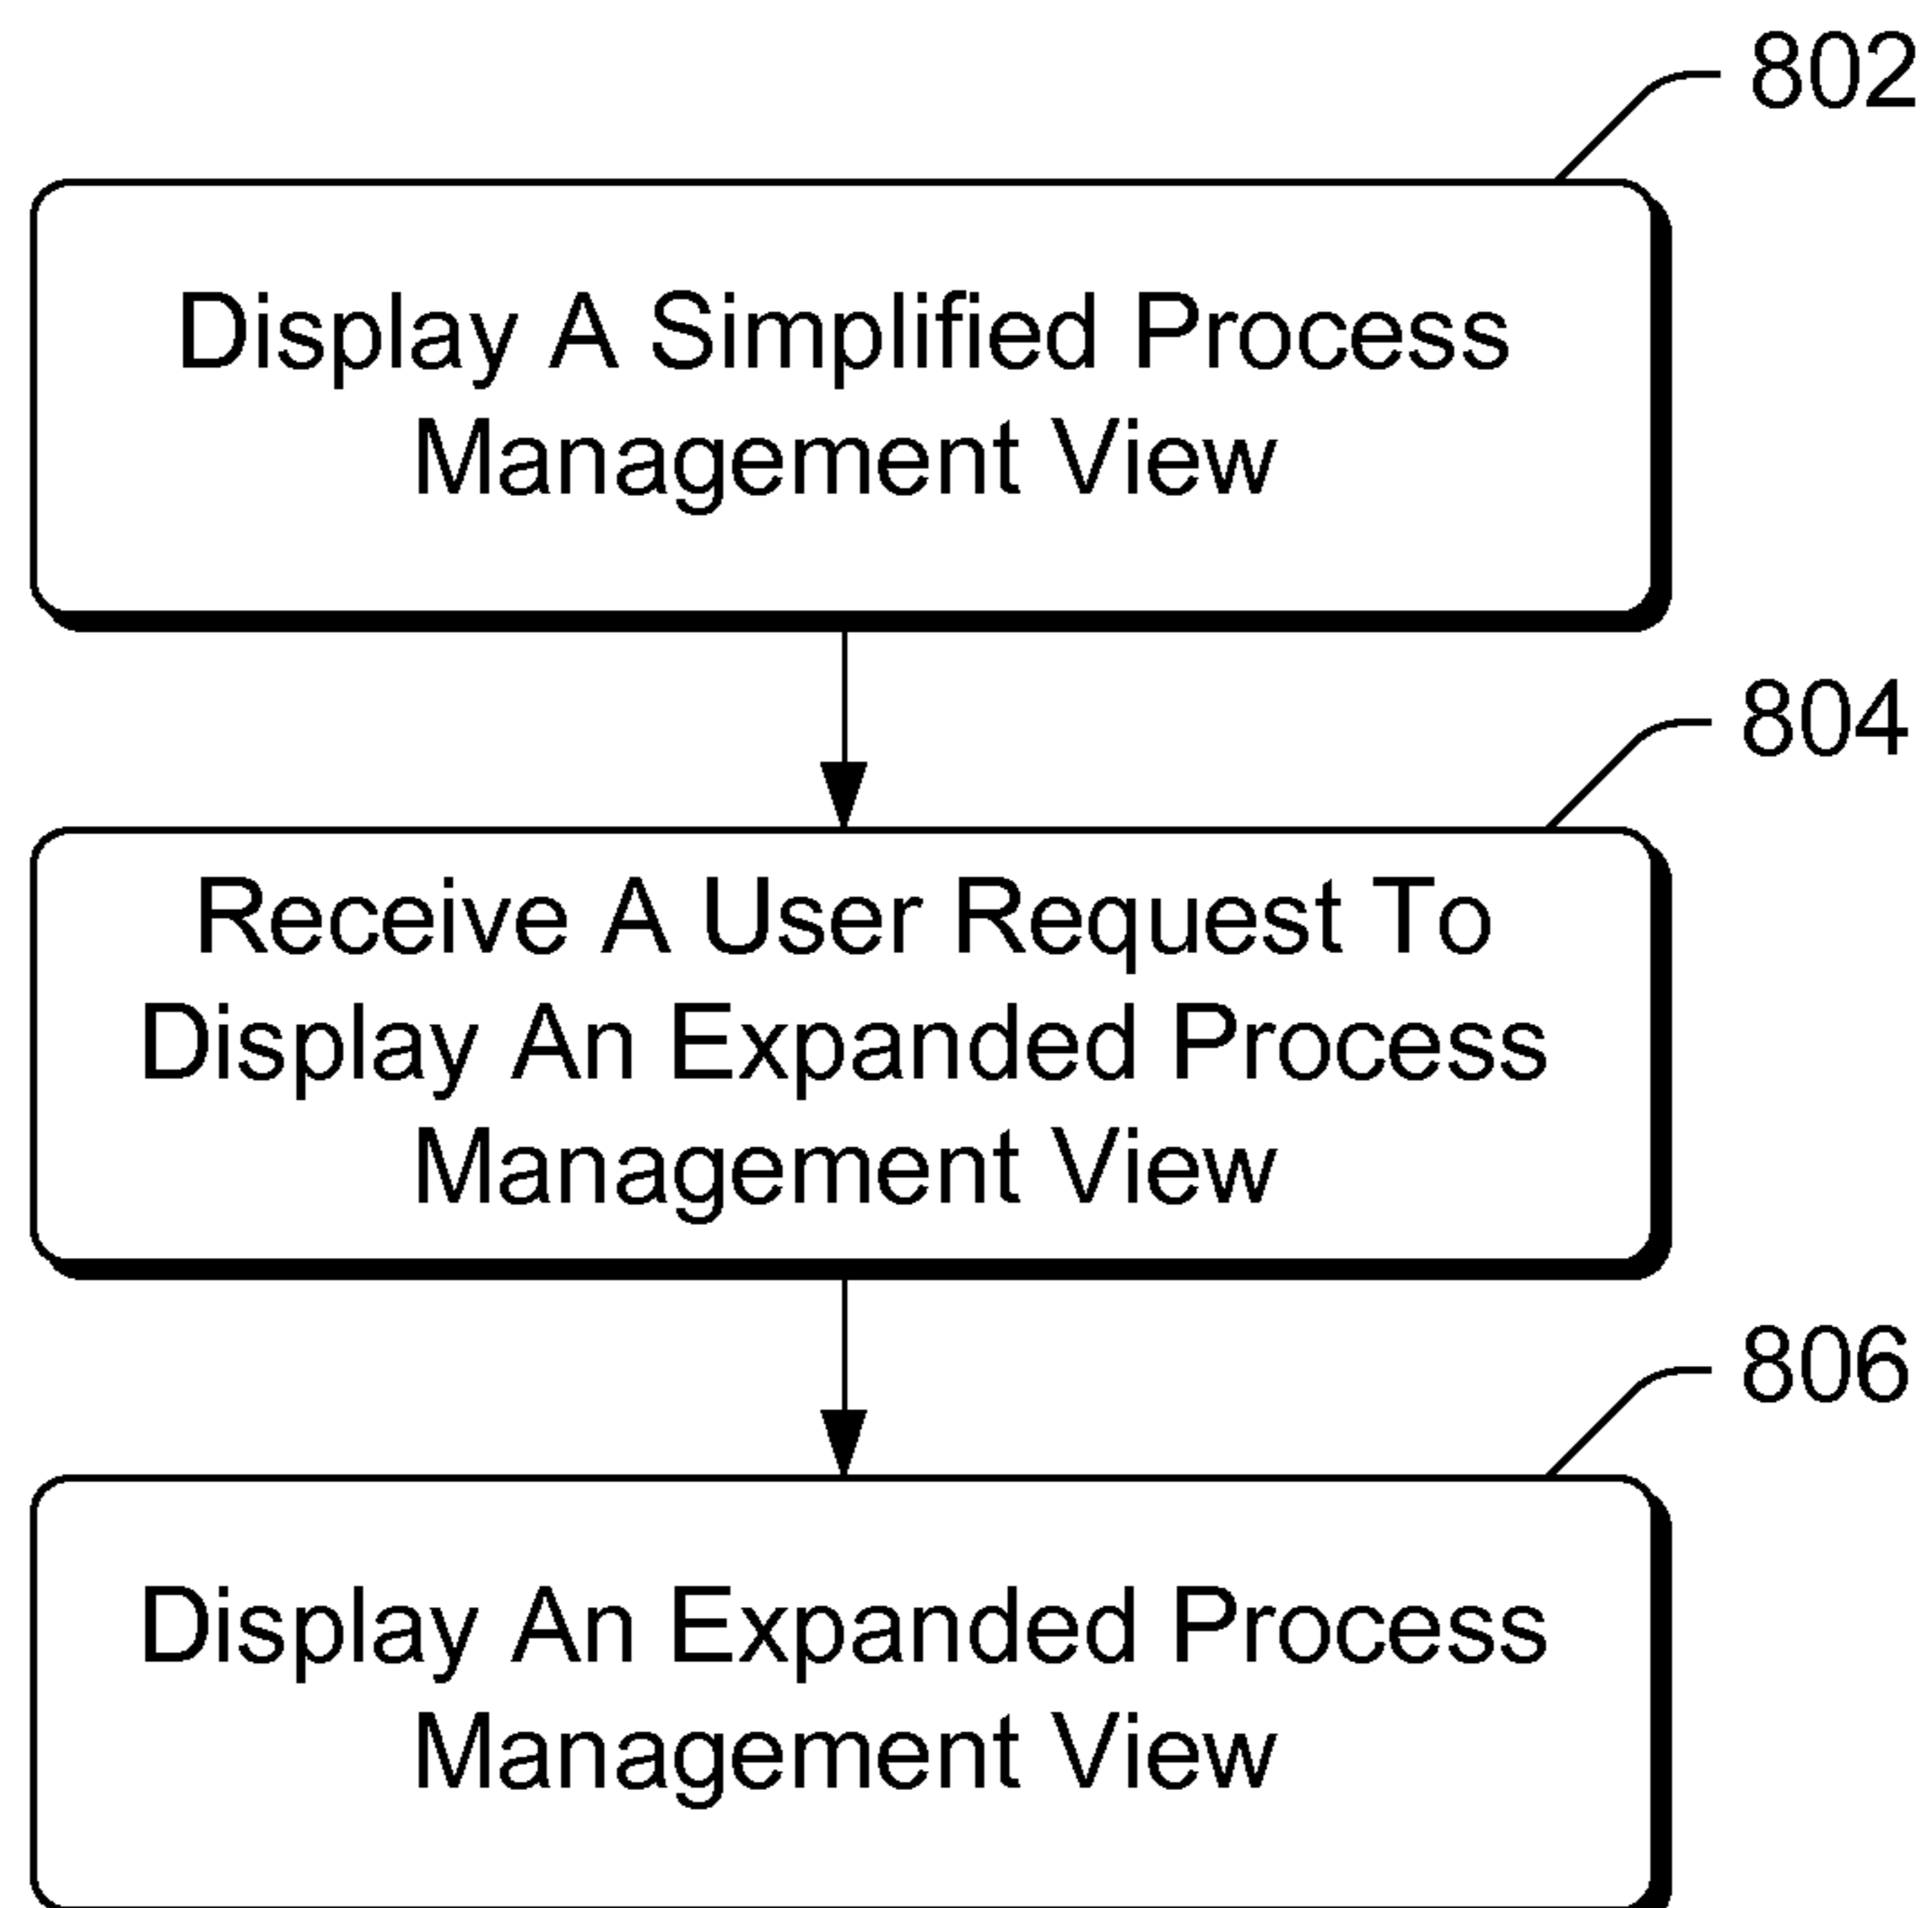 802
Display A Simplified Process
Management View
804
Receive A User Request To
Display An Expanded Process
Management View
806
Display An Expanded Process
Management View